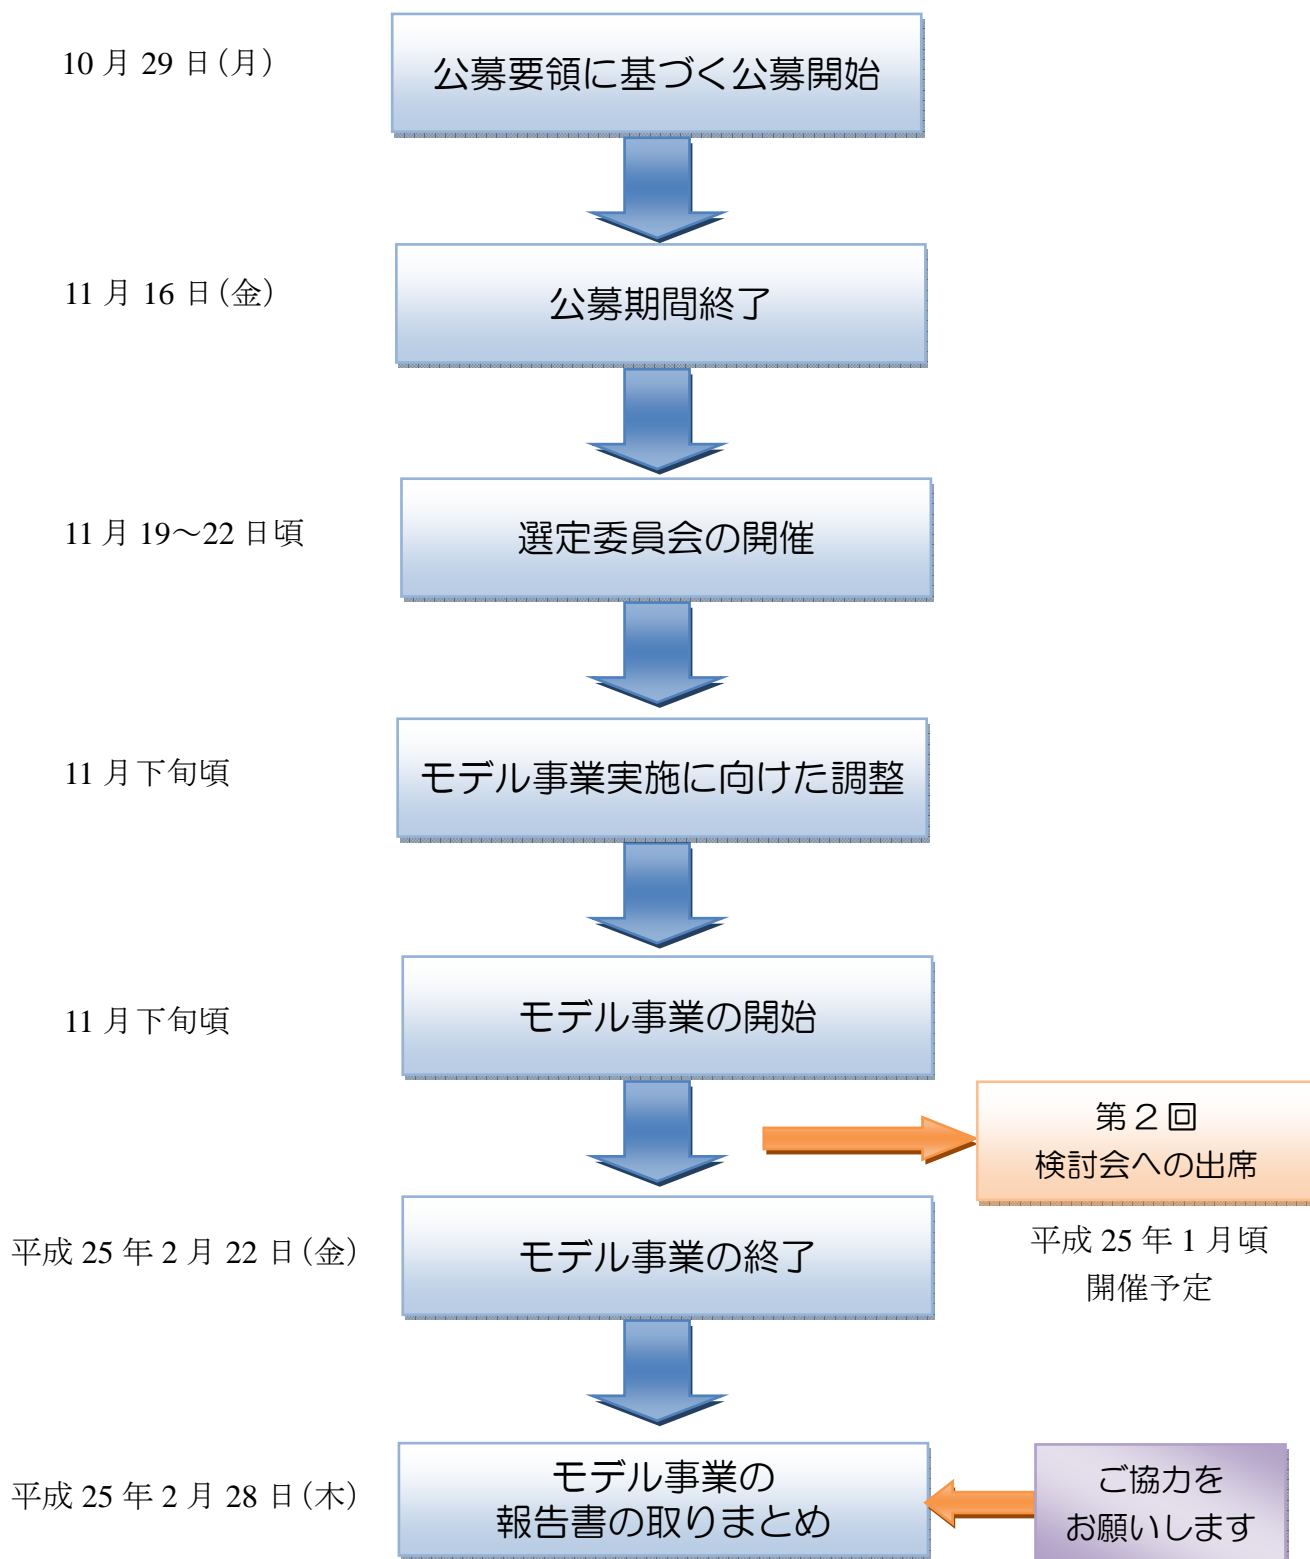 10 月 29 日(月)
公募要領に基づく公募開始
11 月 16 日(金)
公募期間終了
11 月 19～22 日頃
選定委員会の開催
11 月下旬頃
モデル事業実施に向けた調整
11 月下旬頃
モデル事業の開始
第２回
検討会への出席
平成 25 年 1 月頃
開催予定
平成 25 年 2 月 22 日(金)
モデル事業の終了
平成 25 年 2 月 28 日(木)
モデル事業の
報告書の取りまとめ
ご協力を
お願いします